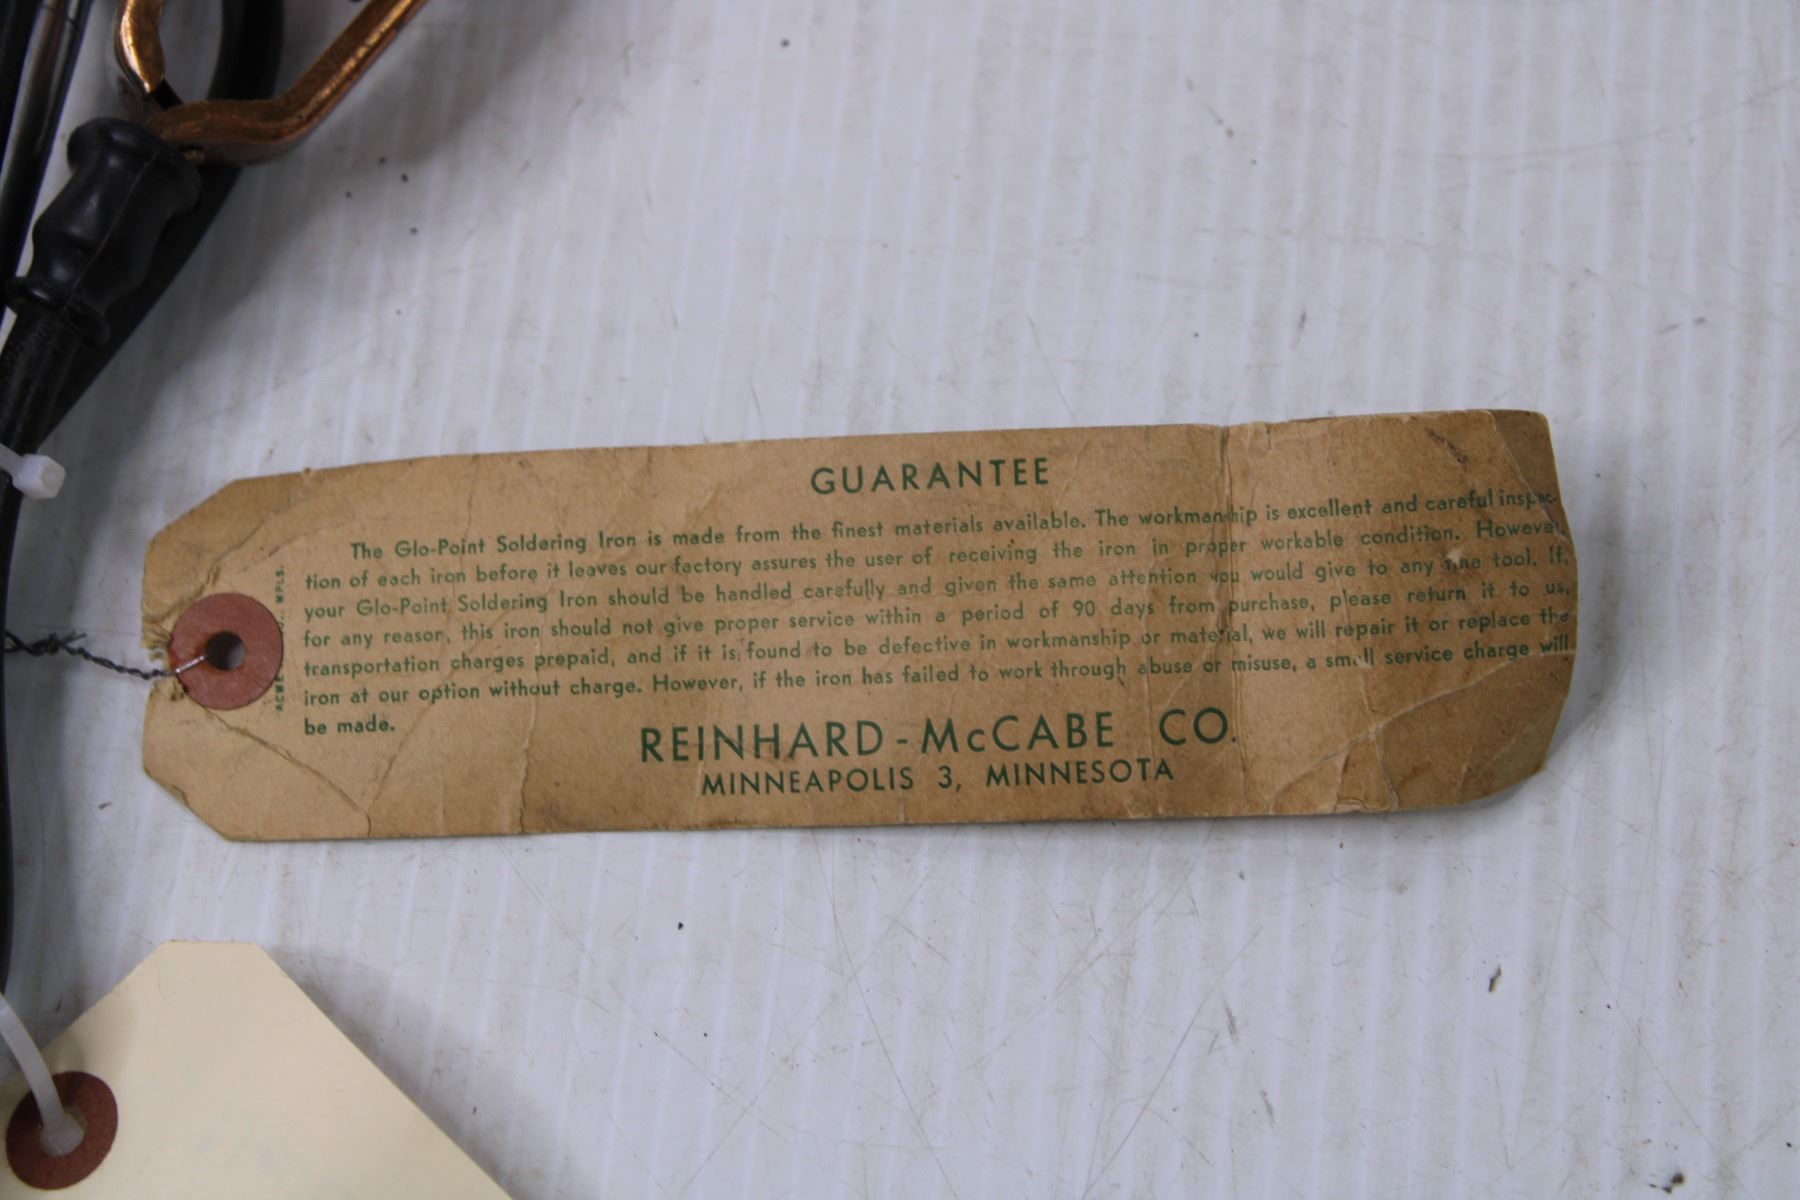 GUARANTEE
The Glo-Point Soldering Iron is made from the finest materials available. The workmanship is excellent and careful inspec-
tion of each iron before it leaves our factory assures the user of receiving the iron in proper workable condition. However,
your Glo-Point Soldering Iron should be handled carefully and given the same attention you would give to any fine tool. If,
for any reason, this iron should not give proper service within a period of 90 days from purchase, please return it to us,
transportation charges prepaid, and if it is found to be defective in workmanship or material, we will repair it or replace the
iron at our option without charge. However, if the iron has failed to work through abuse or misuse, a small service charge will
be made.
REINHARD - McCABE CO.
MINNEAPOLIS 3, MINNESOTA
ACME MPLS.